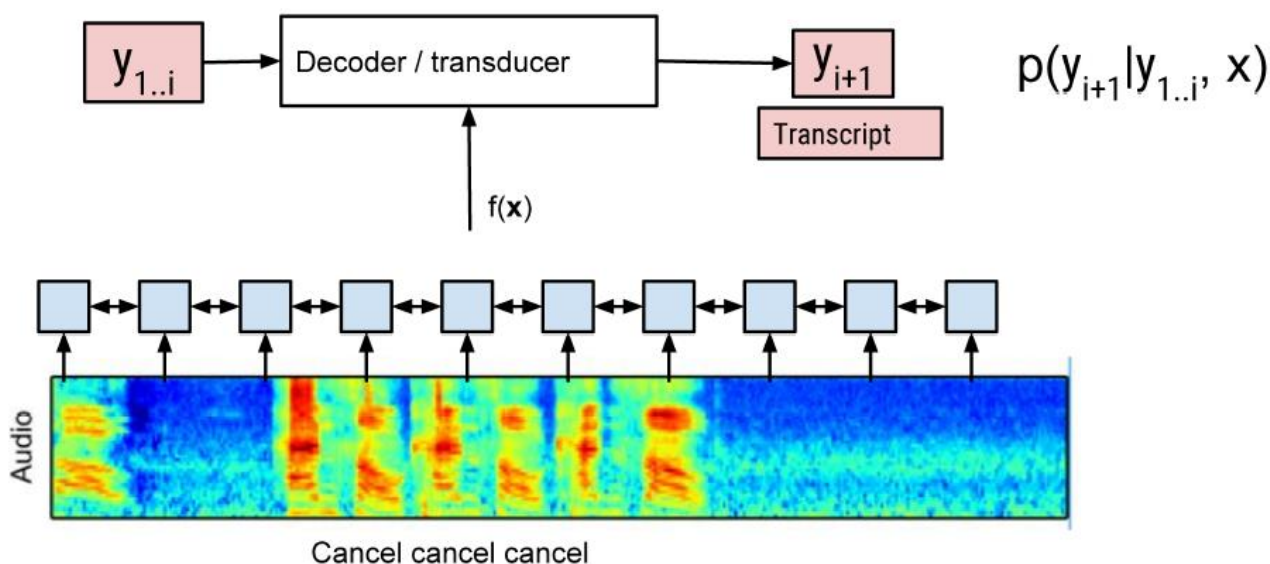 y1..i
Decoder / transducer
yi+1
p(yi+1|y1..i, x)
Transcript
f(x)
Audio
Cancel cancel cancel